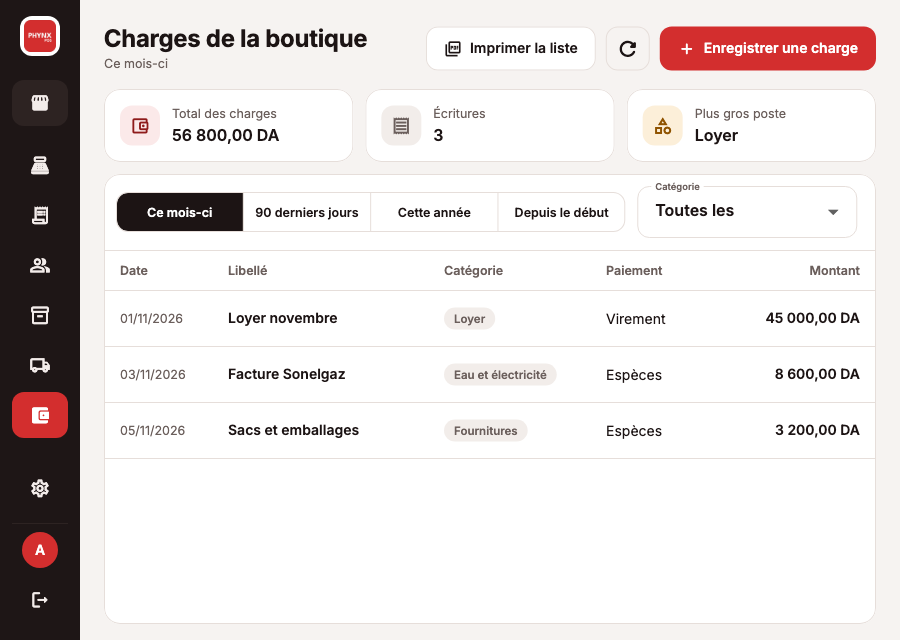 PHYNX
Charges de la boutique
Ce mois-ci
Imprimer la liste
Enregistrer une charge
Total des charges
56 800,00 DA
Écritures
3
Plus gros poste
Loyer
Ce mois-ci
90 derniers jours
Cette année
Depuis le début
Catégorie
Toutes les
Date Libellé Catégorie Paiement Montant
01/11/2026 Loyer novembre Loyer Virement 45 000,00 DA
03/11/2026 Facture Sonelgaz Eau et électricité Espèces 8 600,00 DA
05/11/2026 Sacs et emballages Fournitures Espèces 3 200,00 DA
A